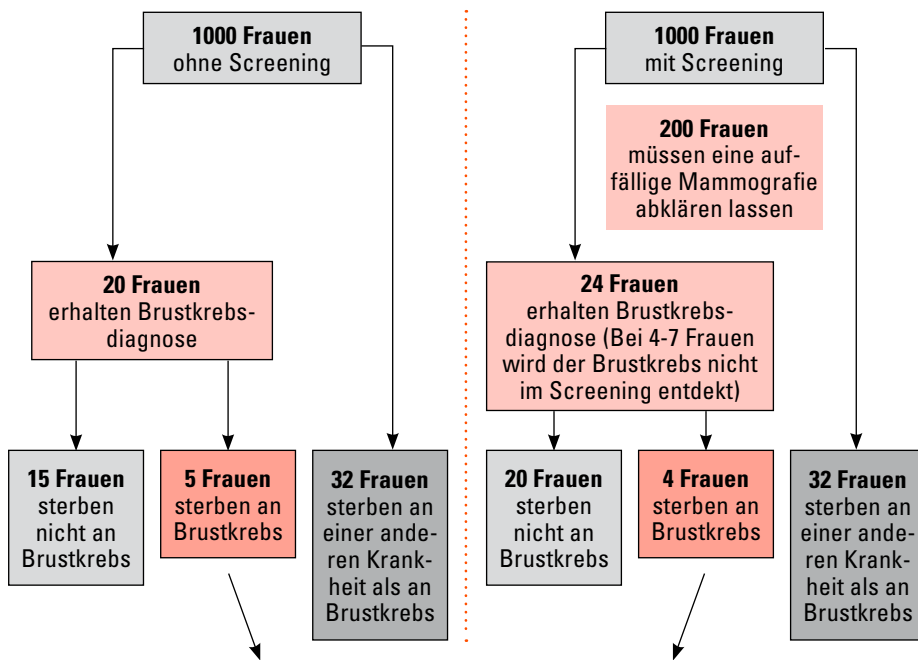 1000 Frauen
ohne Screening
20 Frauen
erhalten Brustkrebs-
diagnose
15 Frauen
sterben
nicht an
Brustkrebs
5 Frauen
sterben an
Brustkrebs
32 Frauen
sterben an
einer ande-
ren Krank-
heit als an
Brustkrebs
1000 Frauen
mit Screening
200 Frauen
müssen eine auf-
fällige Mammografie
abklären lassen
24 Frauen
erhalten Brustkrebs-
diagnose (Bei 4-7 Frauen
wird der Brustkrebs nicht
im Screening entdekt)
20 Frauen
sterben
nicht an
Brustkrebs
4 Frauen
sterben an
Brustkrebs
32 Frauen
sterben an
einer ande-
ren Krank-
heit als an
Brustkrebs